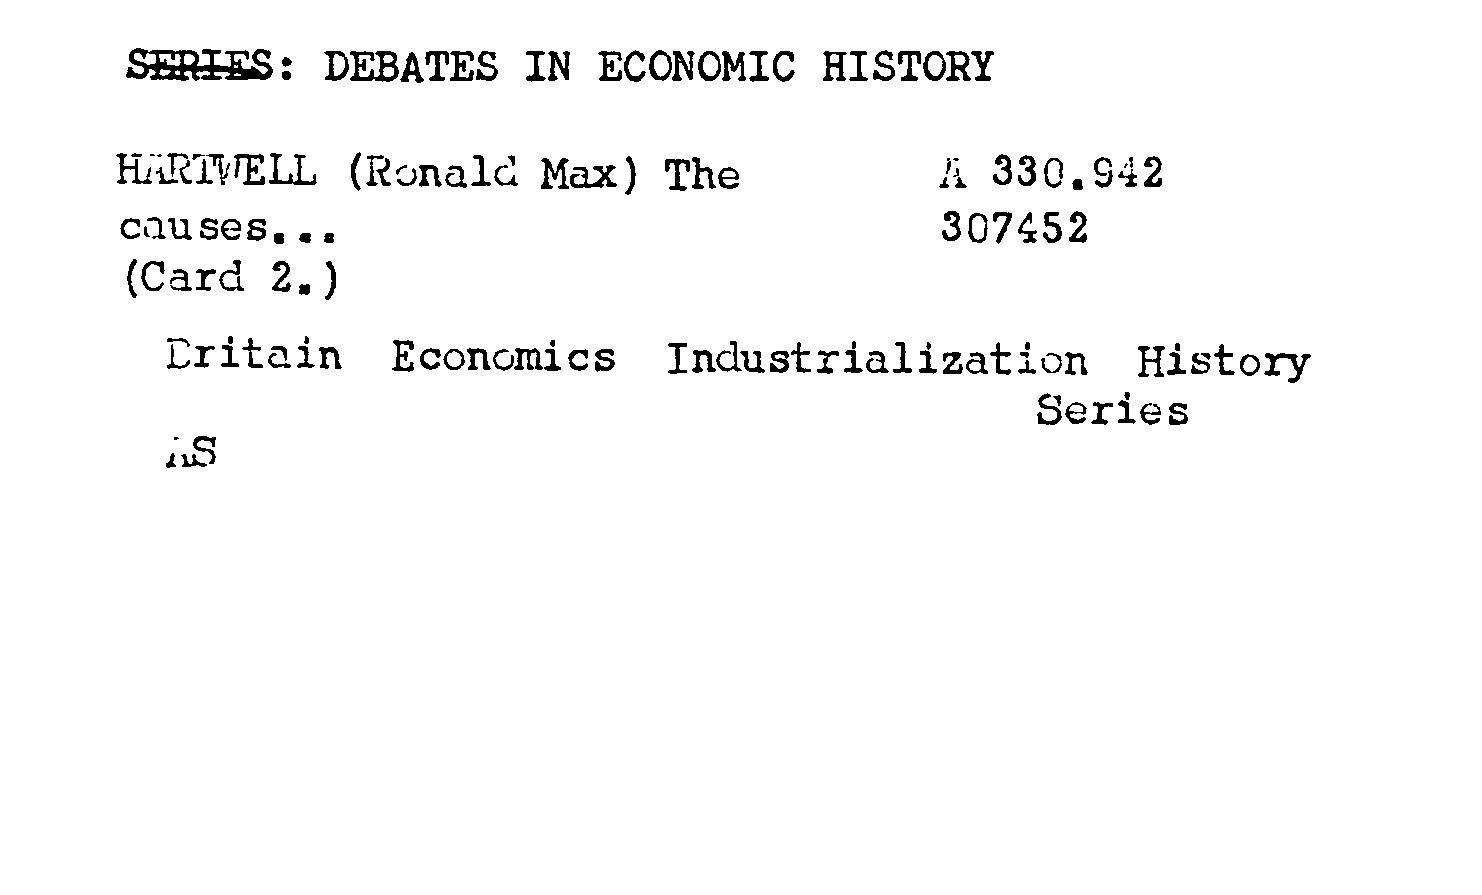 SERIES: DEBATES IN ECONOMIC HISTORY
HARTWELL (Ronald Max) The A 330.942
causes... 307452
(Card 2.)
Britain Economics Industrialization History
Series
AS